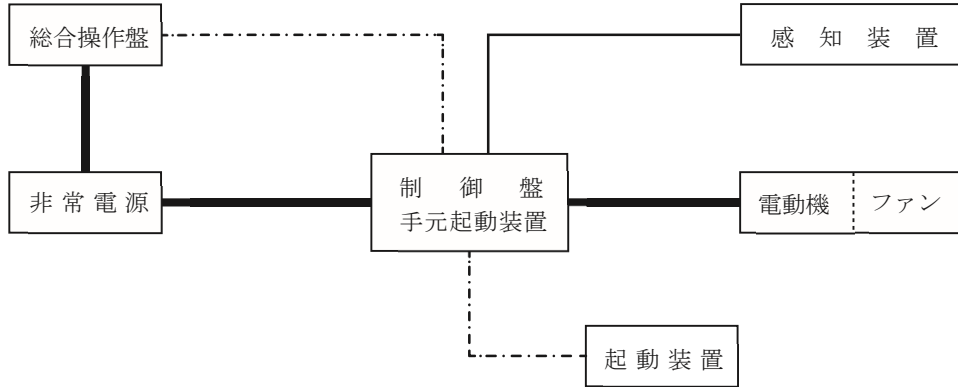 総合操作盤
感知装置
非常電源
制御盤
手元起動装置
電動機
ファン
起動装置